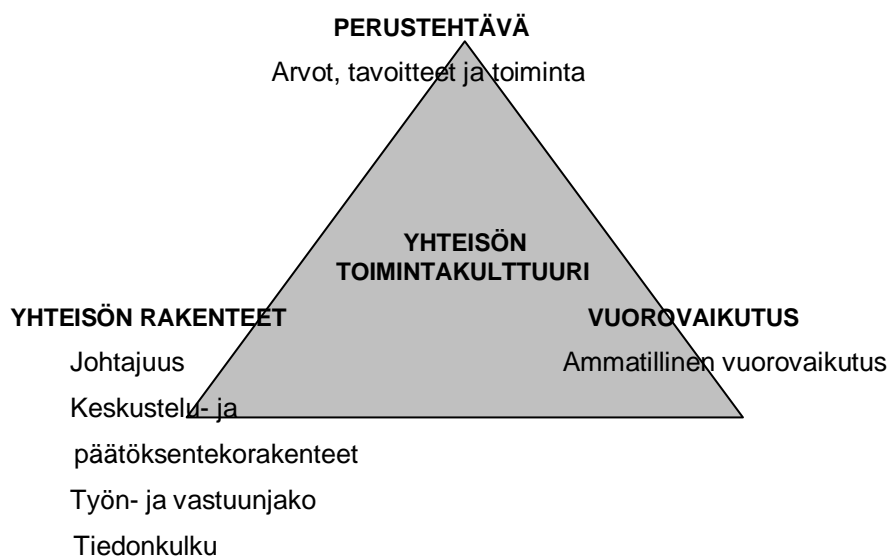 PERUSTEHTÄVÄ
Arvot, tavoitteet ja toiminta
YHTEISÖN
TOIMINTAKULTTUURI
YHTEISÖN RAKENTEET
Johtajuus
Keskustelu- ja
päätöksentekorakenteet
Työn- ja vastuunjako
Tiedonkulku
VUOROVAIKUTUS
Ammatillinen vuorovaikutus